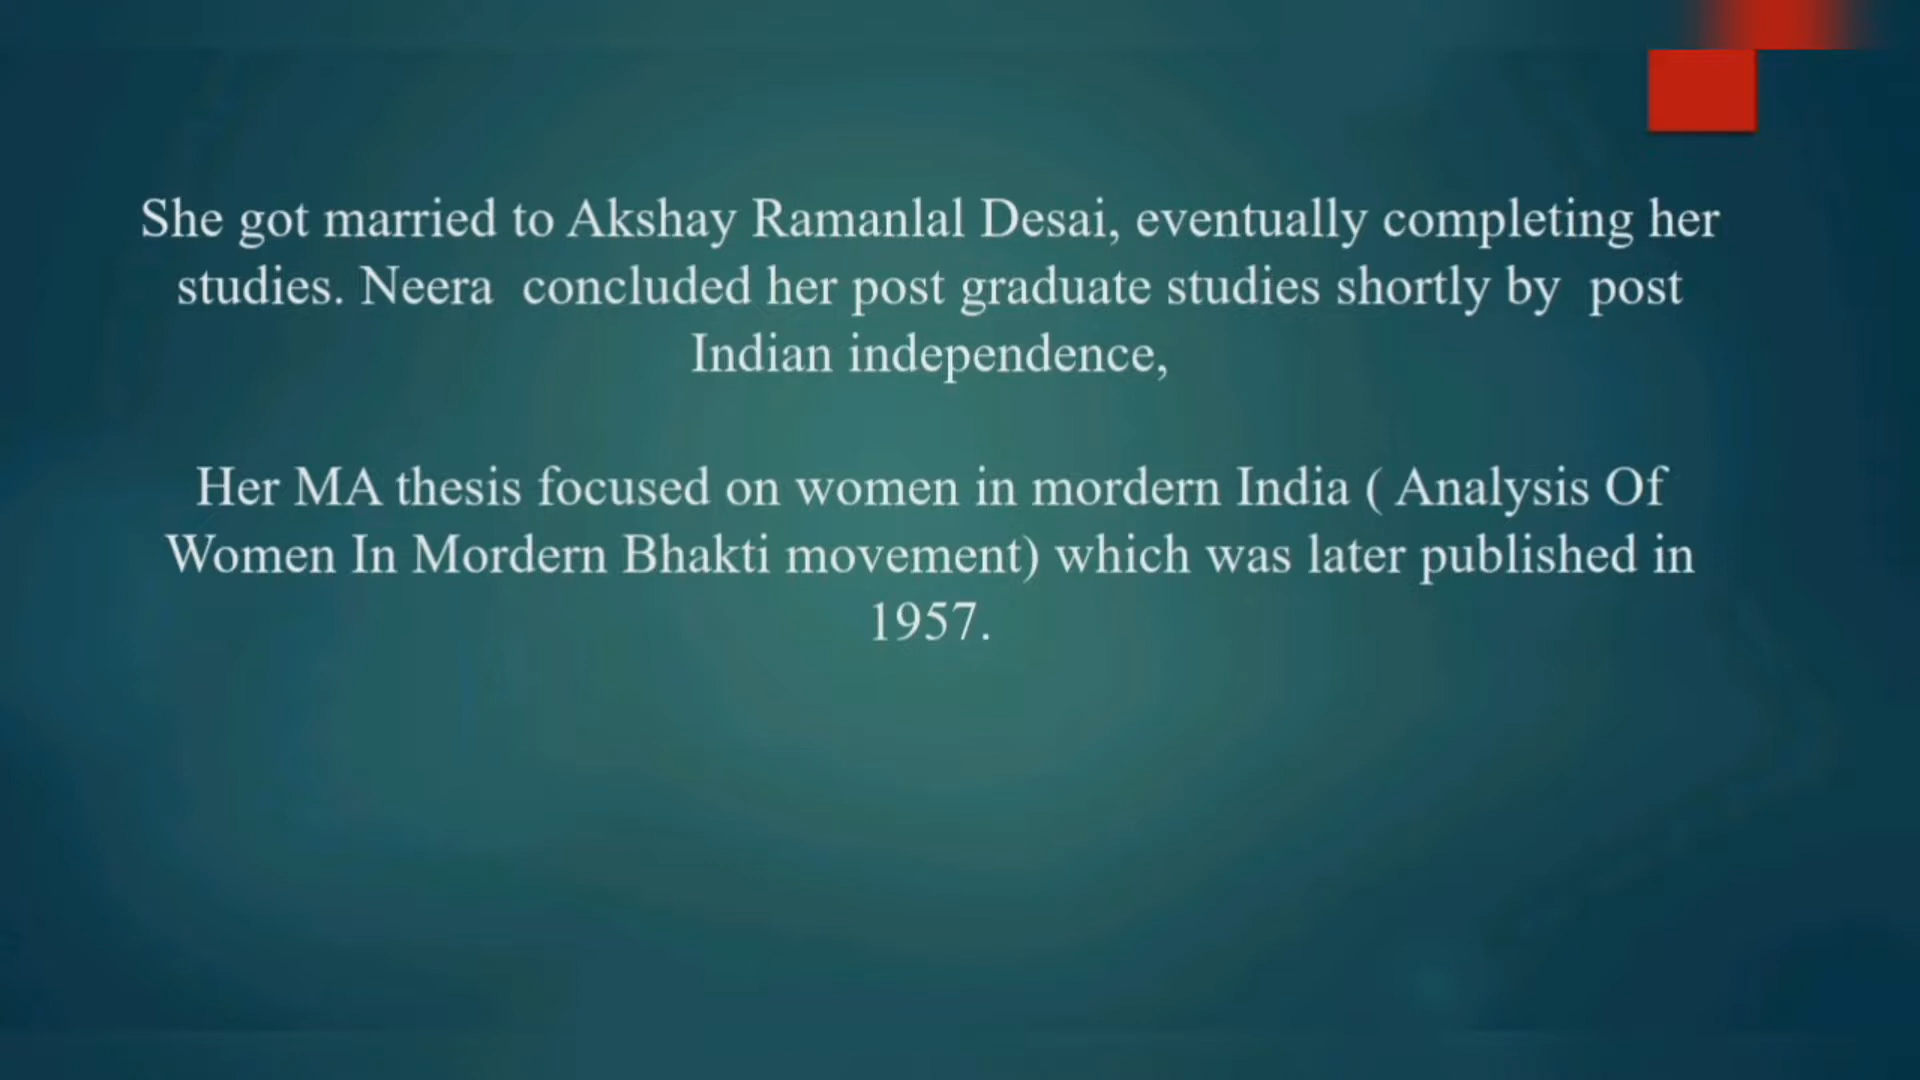 She got married to Akshay Ramanlal Desai, eventually completing her
studies. Neera  concluded her post graduate studies shortly by  post
Indian independence,
Her MA thesis focused on women in mordern India ( Analysis Of
Women In Mordern Bhakti movement) which was later published in
1957.